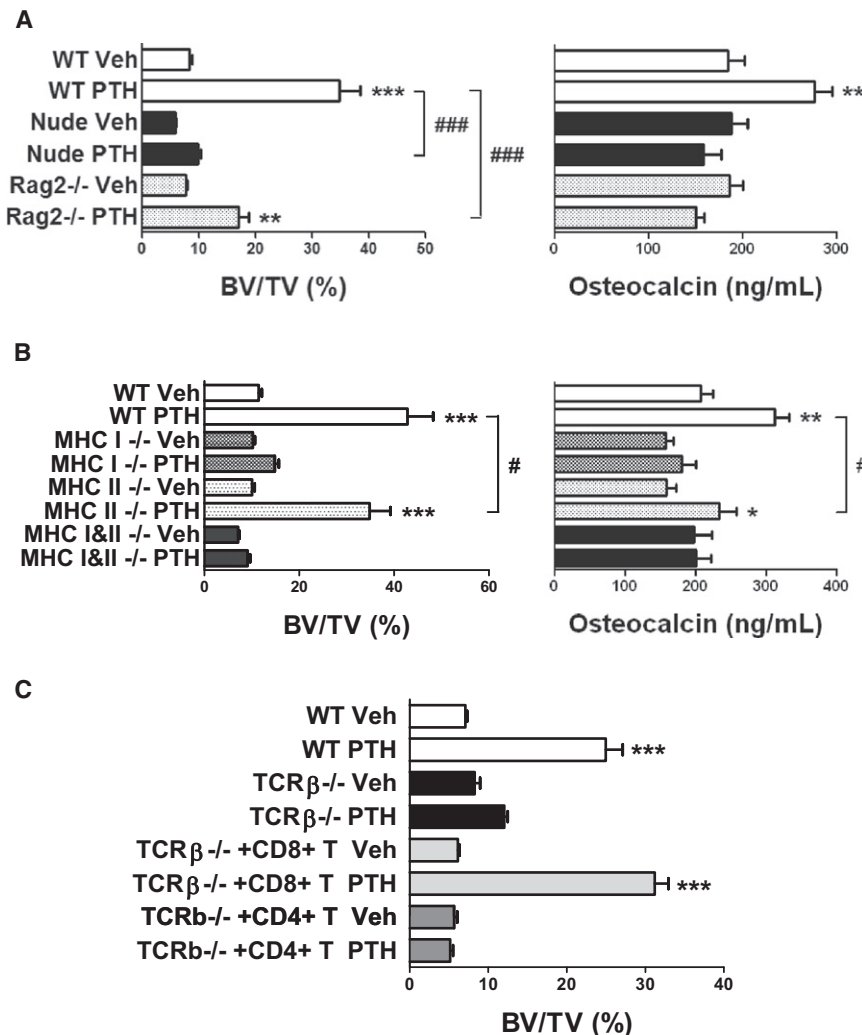 A
WT Veh
WT PTH
Nude Veh
Nude PTH
Rag2-/- Veh
Rag2-/- PTH
***
**
###
###
0 10 20 30 40 50
BV/TV (%)
**
0 100 200 300
Osteocalcin (ng/mL)
B
WT Veh
WT PTH
MHC I -/- Veh
MHC I -/- PTH
MHC II -/- Veh
MHC II -/- PTH
MHC I&II -/- Veh
MHC I&II -/- PTH
***
***
#
0 20 40 60
BV/TV (%)
**
*
#
0 100 200 300 400
Osteocalcin (ng/mL)
C
WT Veh
WT PTH
TCRβ-/- Veh
TCRβ-/- PTH
TCRβ-/- +CD8+ T Veh
TCRβ-/- +CD8+ T PTH
TCRb-/- +CD4+ T Veh
TCRb-/- +CD4+ T PTH
***
***
0 10 20 30 40
BV/TV (%)